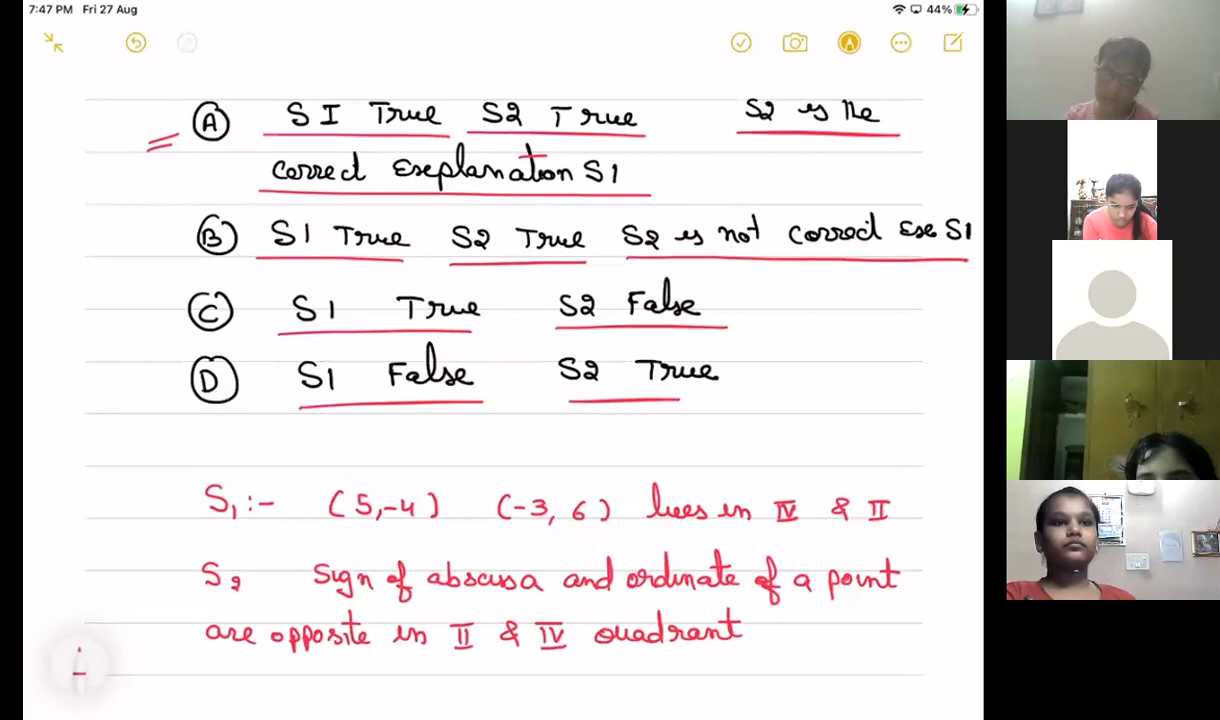 7:47 PM Fri 27 Aug
44%
A S I True S2 True S2 is the
correct Explanation S1
B S1 True S2 True S2 is not correct Ex S1
C S1 True S2 False
D S1 False S2 True
S1 :- (5,-4) (-3, 6) lies in IV & II
S2 Sign of abscissa and ordinate of a point
are opposite in II & IV quadrant